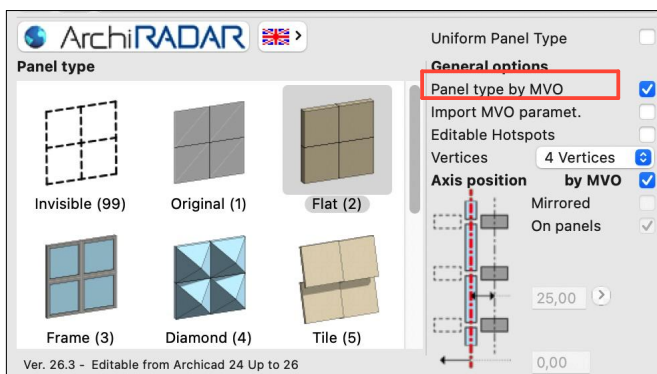 ArchiRADAR
Panel type
Invisible (99)
Original (1)
Flat (2)
Frame (3)
Diamond (4)
Tile (5)
Ver. 26.3 - Editable from Archicad 24 Up to 26
Uniform Panel Type
General options
Panel type by MVO
Import MVO paramet.
Editable Hotspots
Vertices 4 Vertices
Axis position by MVO
Mirrored
On panels
25,00
0,00